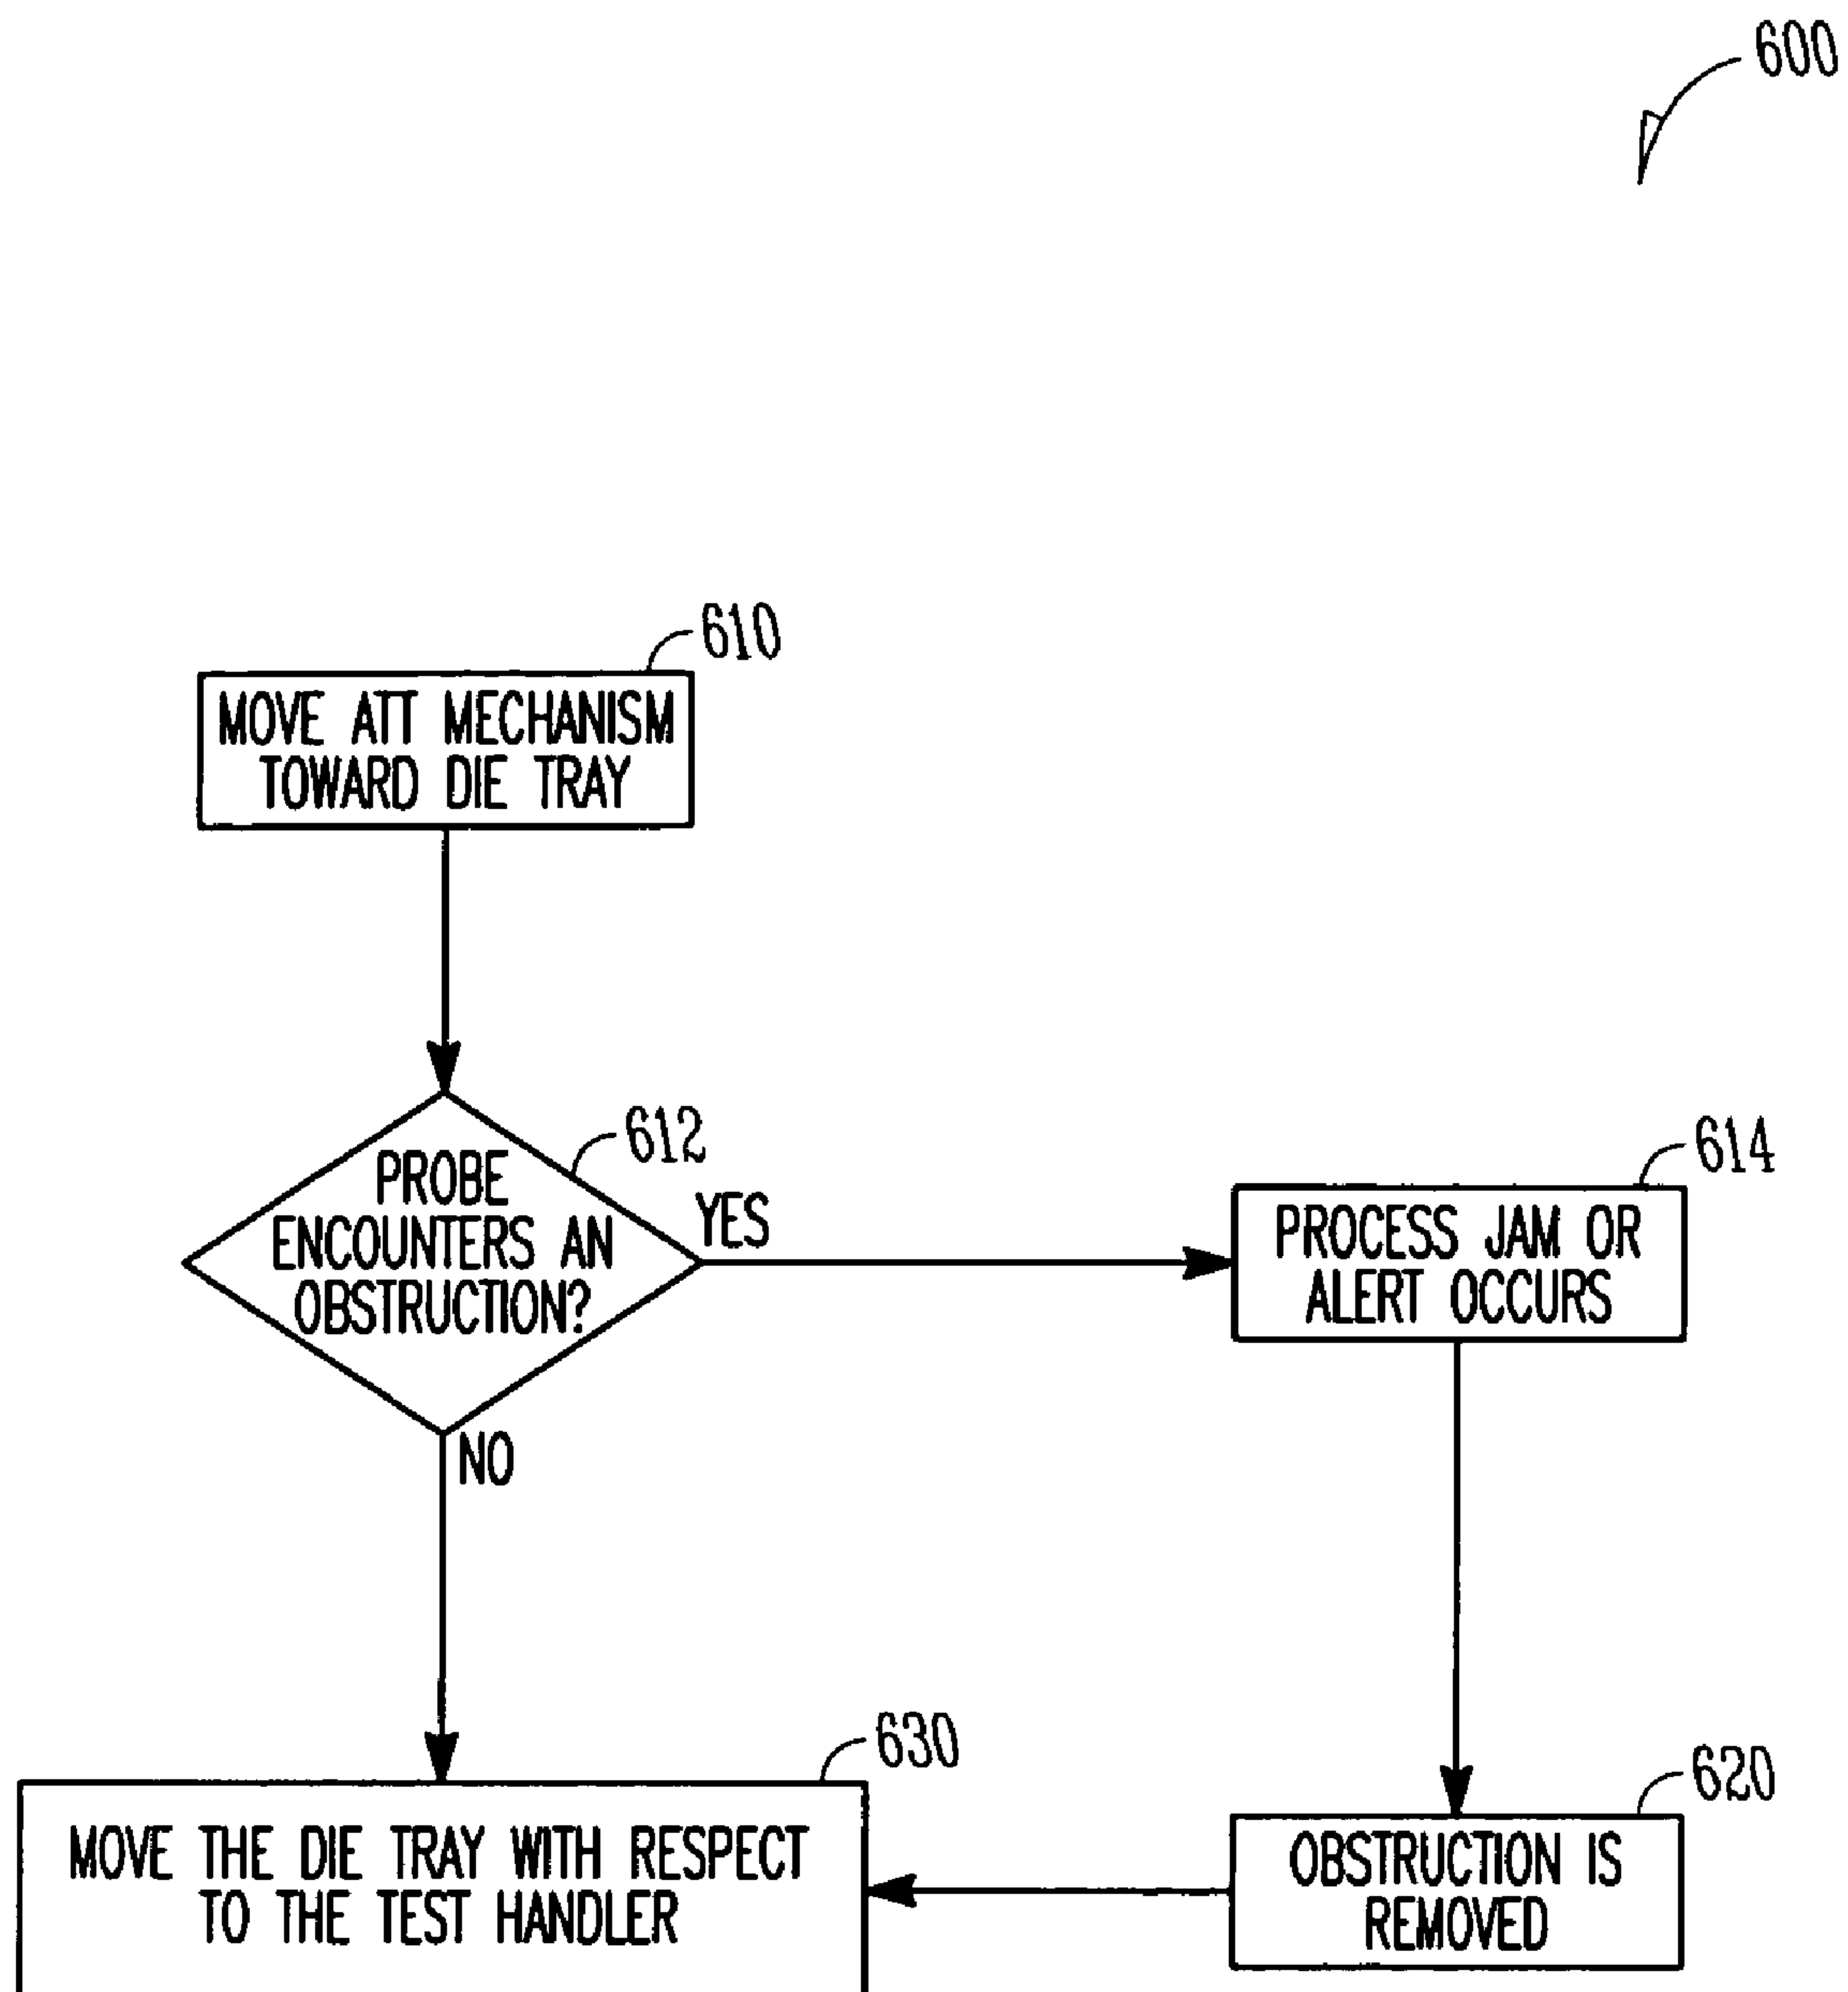 600
610
MOVE ATT MECHANISM
TOWARD DIE TRAY
612
PROBE
ENCOUNTERS AN
OBSTRUCTION?
YES
614
PROCESS JAM OR
ALERT OCCURS
NO
630
MOVE THE DIE TRAY WITH RESPECT
TO THE TEST HANDLER
620
OBSTRUCTION IS
REMOVED